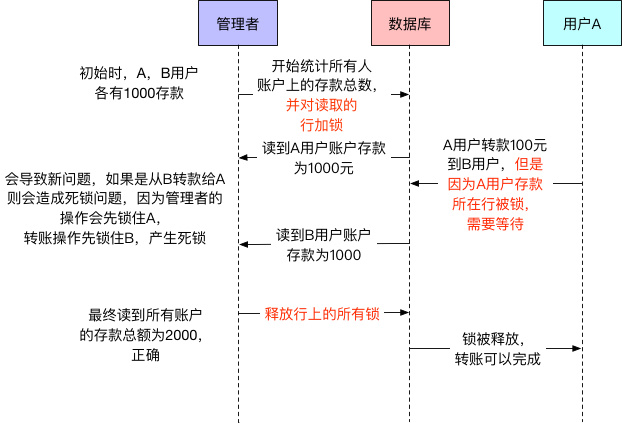 管理者
数据库
用户A
初始时，A，B用户
各有1000存款
开始统计所有人
账户上的存款总数，
并对读取的
行加锁
读到A用户账户存款
为1000元
A用户转款100元
到B用户，但是
因为A用户存款
所在行被锁，
需要等待
会导致新问题，如果是从B转款给A
则会造成死锁问题，因为管理者的
操作会先锁住A，
转账操作先锁住B，产生死锁
读到B用户账户
存款为1000
最终读到所有账户
的存款总额为2000，
正确
释放行上的所有锁
锁被释放，
转账可以完成